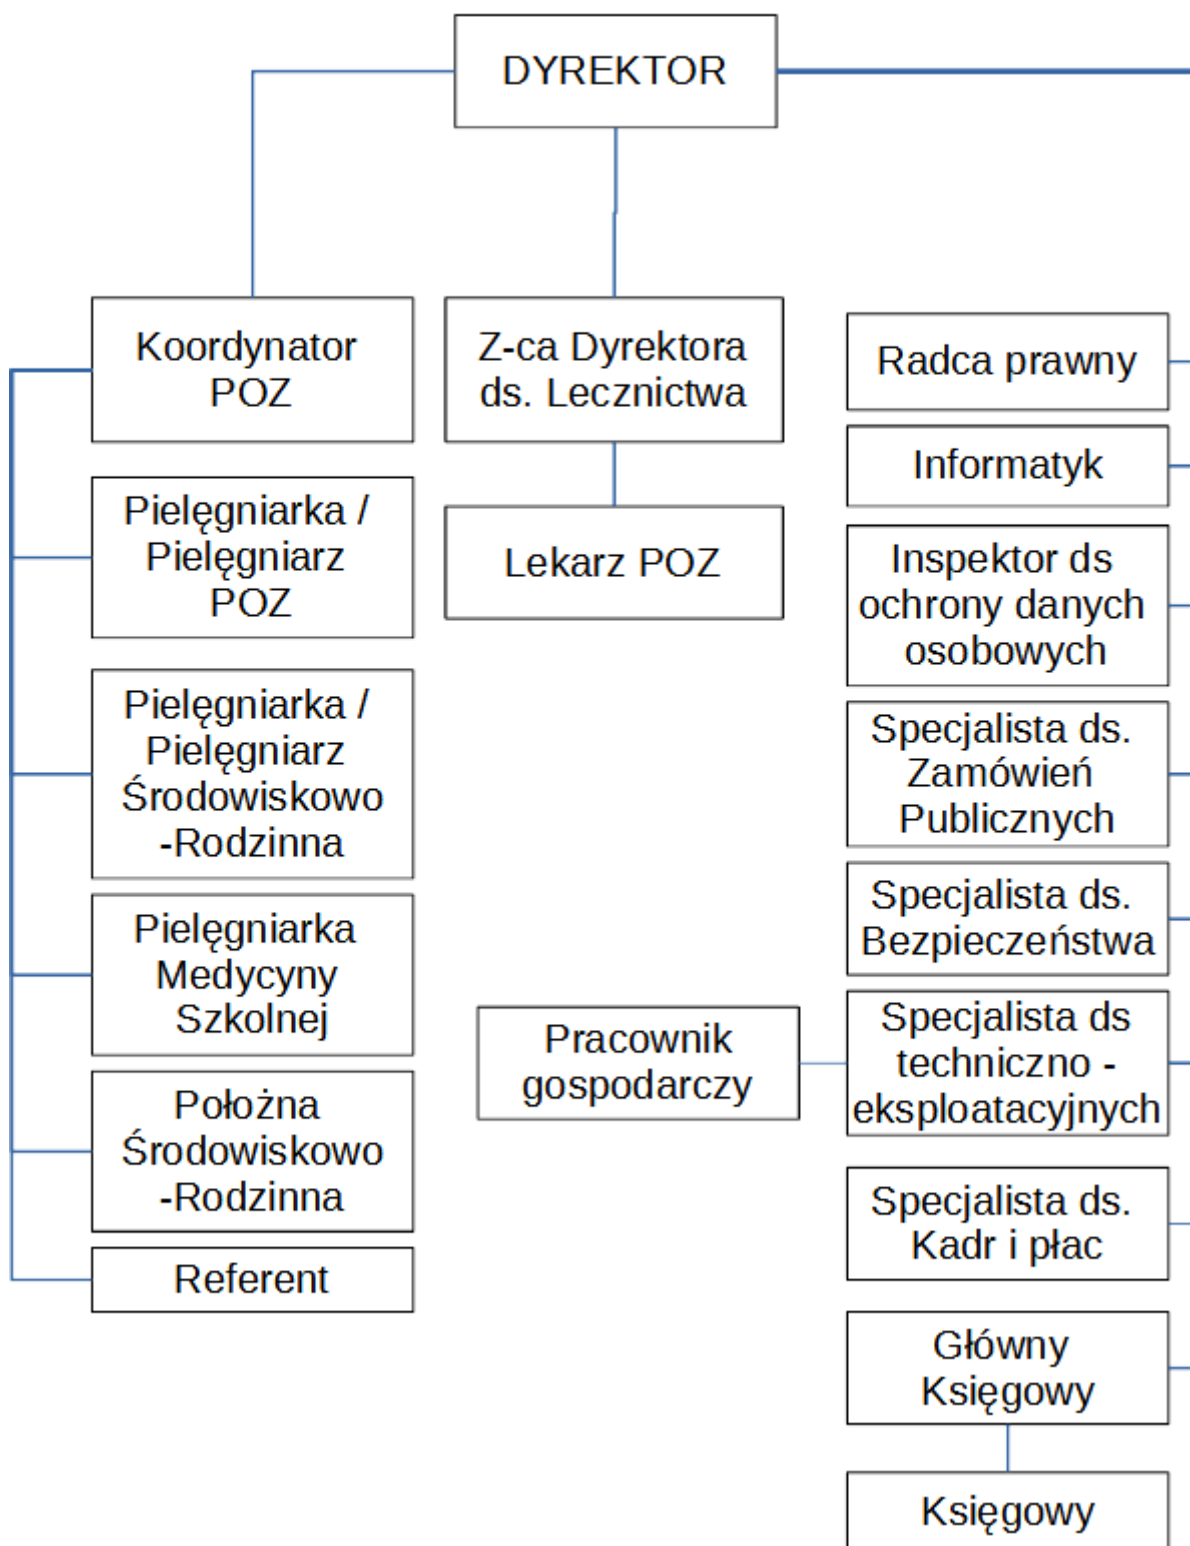 DYREKTOR
Koordynator
POZ
Z-ca Dyrektora
ds. Lecznictwa
Radca prawny
Informatyk
Pielęgniarka /
Pielęgniarz
POZ
Lekarz POZ
Inspektor ds
ochrony danych
osobowych
Pielęgniarka /
Pielęgniarz
Środowiskowo
-Rodzinna
Specjalista ds.
Zamówień
Publicznych
Specjalista ds.
Bezpieczeństwa
Pielęgniarka
Medycyny
Szkolnej
Pracownik
gospodarczy
Specjalista ds
techniczno -
eksploatacyjnych
Położna
Środowiskowo
-Rodzinna
Specjalista ds.
Kadr i płac
Referent
Główny
Księgowy
Księgowy